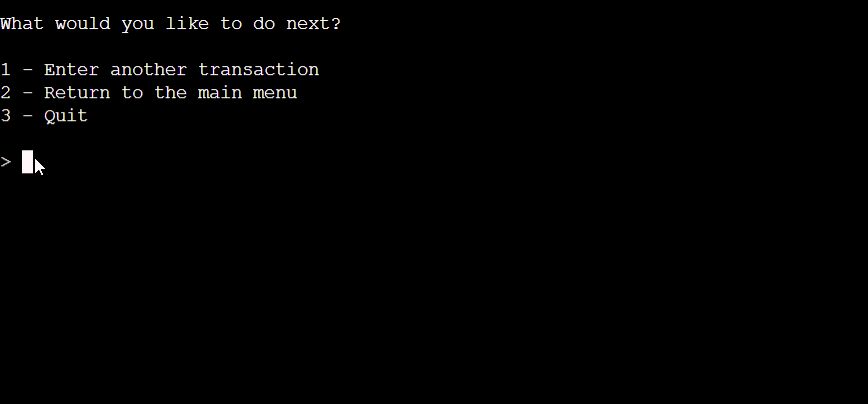 What would you like to do next?
1 - Enter another transaction
2 - Return to the main menu
3 - Quit
>